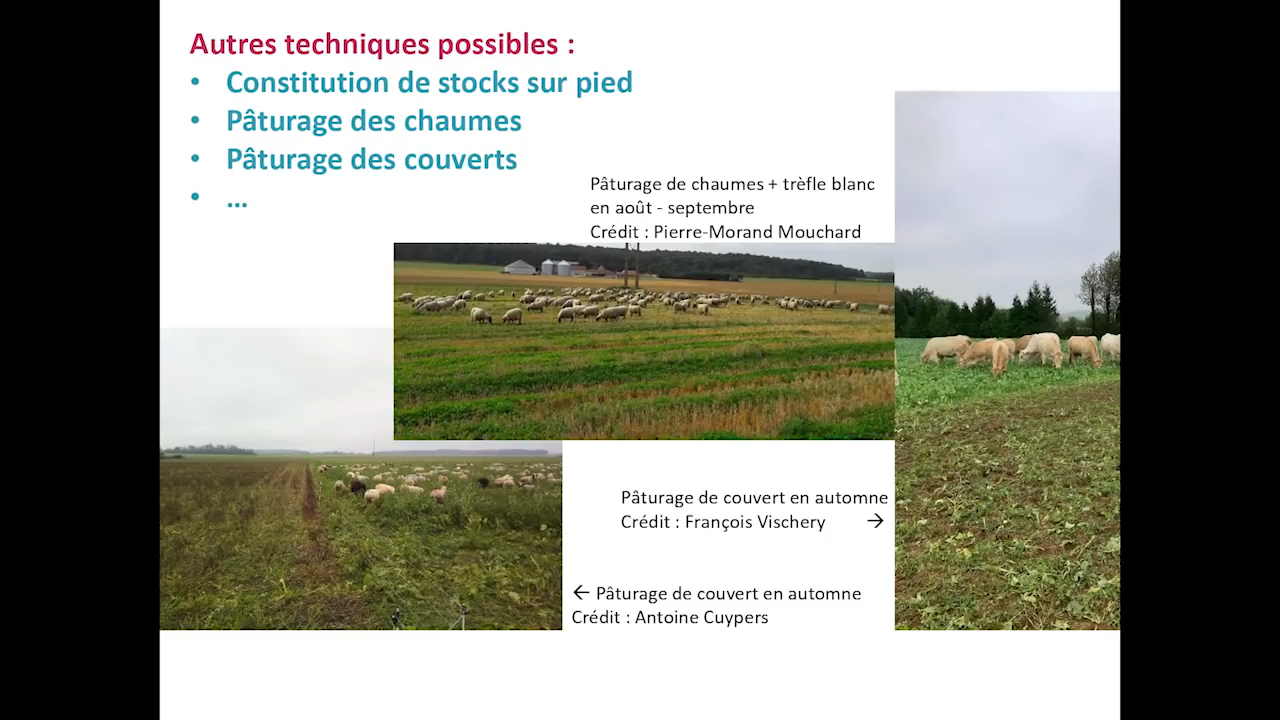 Autres techniques possibles :
• Constitution de stocks sur pied
• Pâturage des chaumes
• Pâturage des couverts
• ...
Pâturage de chaumes + trèfle blanc
en août - septembre
Crédit : Pierre-Morand Mouchard
Pâturage de couvert en automne
Crédit : François Vischery →
← Pâturage de couvert en automne
Crédit : Antoine Cuypers